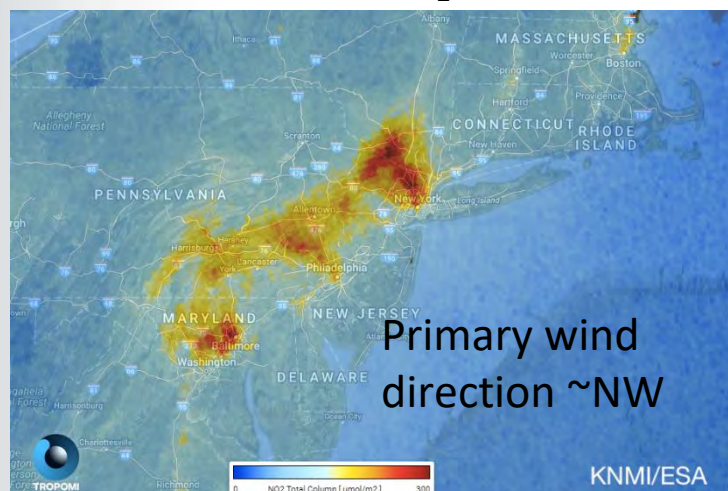 Albany
MASSACHUSETTS
Ithaca
Worcester
Boston
Springfield
Hartford
Providence
Allegheny
National Forest
Scranton
CONNECTICUT
RHODE
ISLAND
New Haven
PENNSYLVANIA
New York
Long Island
Allentown
Harrisburg
Hershey
Lancaster
York
Philadelphia
MARYLAND
NEW JERSEY
Baltimore
Washington
Primary wind
direction ~NW
DELAWARE
Harrisonburg
Ocean City
Charlottesville
TROPOMI
Richmond
0 NO2 Total Column [umol/m2] 300
KNMI/ESA